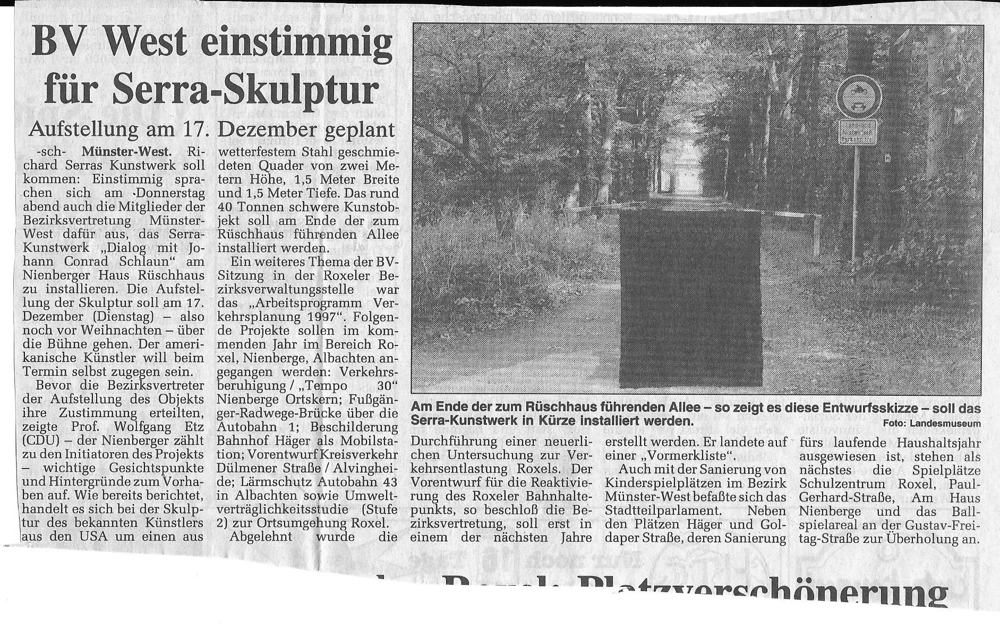 BV West einstimmig
für Serra-Skulptur
Aufstellung am 17. Dezember geplant
-sch- Münster-West. Ri-
chard Serras Kunstwerk soll
kommen: Einstimmig spra-
chen sich am Donnerstag
abend auch die Mitglieder der
Bezirksvertretung Münster-
West dafür aus, das Serra-
Kunstwerk „Dialog mit Jo-
hann Conrad Schlaun“ am
Nienberger Haus Rüschhaus
zu installieren. Die Aufstel-
lung der Skulptur soll am 17.
Dezember (Dienstag) – also
noch vor Weihnachten – über
die Bühne gehen. Der ameri-
kanische Künstler will beim
Termin selbst zugegen sein.
Bevor die Bezirksvertreter
der Aufstellung des Objekts
ihre Zustimmung erteilten,
zeigte Prof. Wolfgang Etz
(CDU) – der Nienberger zählt
zu den Initiatoren des Projekts
– wichtige Gesichtspunkte
und Hintergründe zum Vorha-
ben auf. Wie bereits berichtet,
handelt es sich bei der Skulp-
tur des bekannten Künstlers
aus den USA um einen aus
wetterfestem Stahl geschmie-
deten Quader von zwei Me-
tern Höhe, 1,5 Meter Breite
und 1,5 Meter Tiefe. Das rund
40 Tonnen schwere Kunstob-
jekt soll am Ende der zum
Rüschhaus führenden Allee
installiert werden.
Ein weiteres Thema der BV-
Sitzung in der Roxeler Be-
zirksverwaltungsstelle war
das „Arbeitsprogramm Ver-
kehrsplanung 1997“. Folgen-
de Projekte sollen im kom-
menden Jahr im Bereich Ro-
xel, Nienberge, Albachten an-
gegangen werden: Verkehrs-
beruhigung / „Tempo 30“
Nienberge Ortskern; Fußgän-
ger-Radwege-Brücke über die
Autobahn 1; Beschilderung
Bahnhof Häger als Mobilsta-
tion; Vorentwurf Kreisverkehr
Dülmener Straße / Alvinghei-
de; Lärmschutz Autobahn 43
in Albachten sowie Umwelt-
verträglichkeitsstudie (Stufe
2) zur Ortsumgehung Roxel.
Abgelehnt wurde die
Am Ende der zum Rüschhaus führenden Allee – so zeigt es diese Entwurfsskizze – soll das
Serra-Kunstwerk in Kürze installiert werden.
Foto: Landesmuseum
Durchführung einer neuerli-
chen Untersuchung zur Ver-
kehrsentlastung Roxels. Der
Vorentwurf für die Reaktivie-
rung des Roxeler Bahnhalte-
punkts, so beschloß die Be-
zirksvertretung, soll erst in
einem der nächsten Jahre
erstellt werden. Er landete auf
einer „Vormerkliste“.
Auch mit der Sanierung von
Kinderspielplätzen im Bezirk
Münster-West befaßte sich das
Stadtteilparlament. Neben
den Plätzen Häger und Gol-
daper Straße, deren Sanierung
fürs laufende Haushaltsjahr
ausgewiesen ist, stehen als
nächstes die Spielplätze
Schulzentrum Roxel, Paul-
Gerhard-Straße, Am Haus
Nienberge und das Ball-
spielareal an der Gustav-Frei-
tag-Straße zur Überholung an.
Roxel: Platzverschönerung